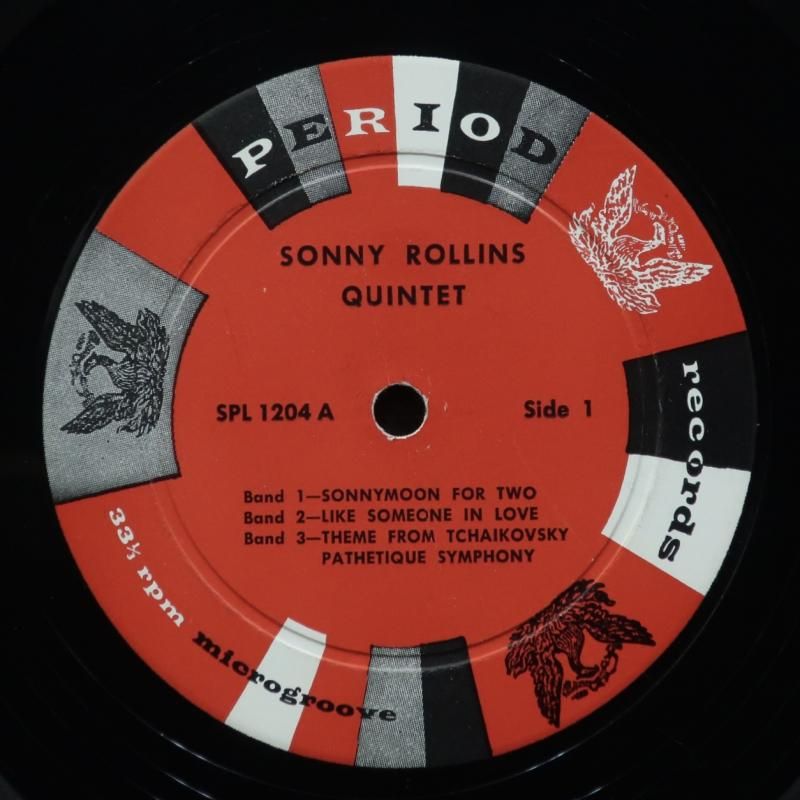 PERIOD
records
SONNY ROLLINS
QUINTET
SPL 1204 A
Side 1
Band 1—SONNYMOON FOR TWO
Band 2—LIKE SOMEONE IN LOVE
Band 3—THEME FROM TCHAIKOVSKY
PATHETIQUE SYMPHONY
33⅓ rpm microgroove